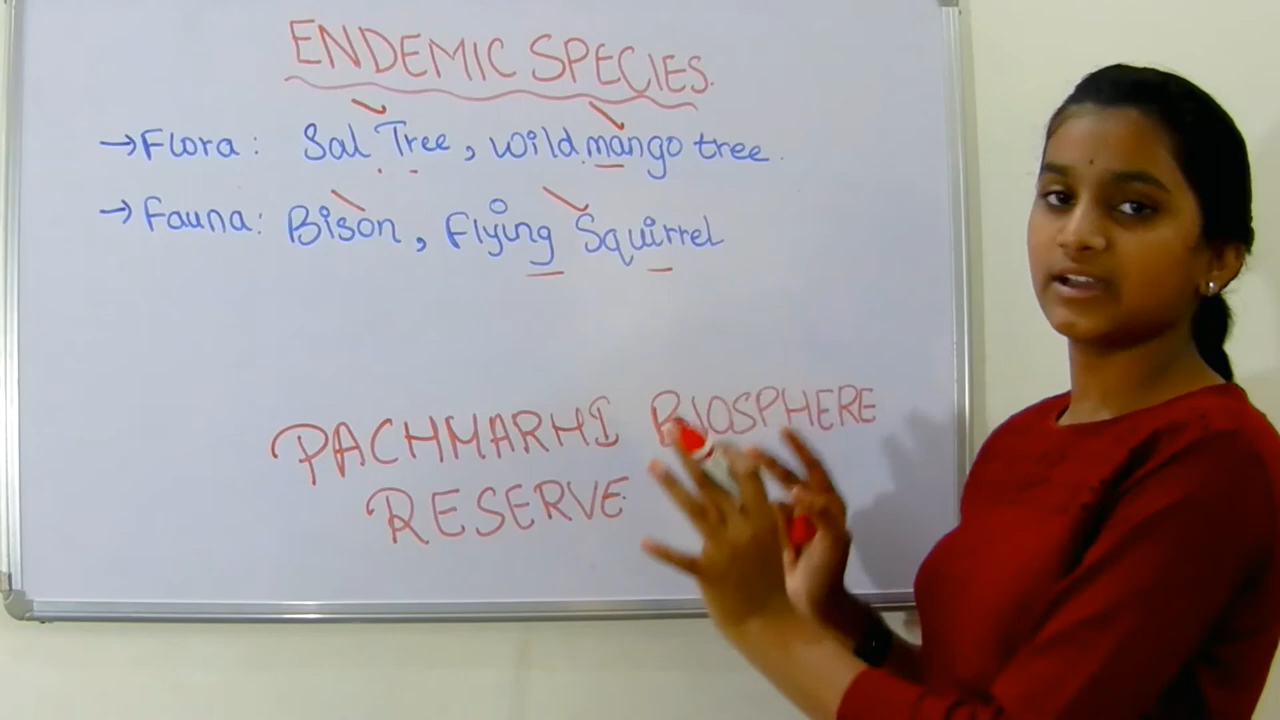 ENDEMIC SPECIES.
→Flora: Sal Tree, wild mango tree.
→Fauna: Bison, Flying Squirrel
PACHMARHI BIOSPHERE
RESERVE